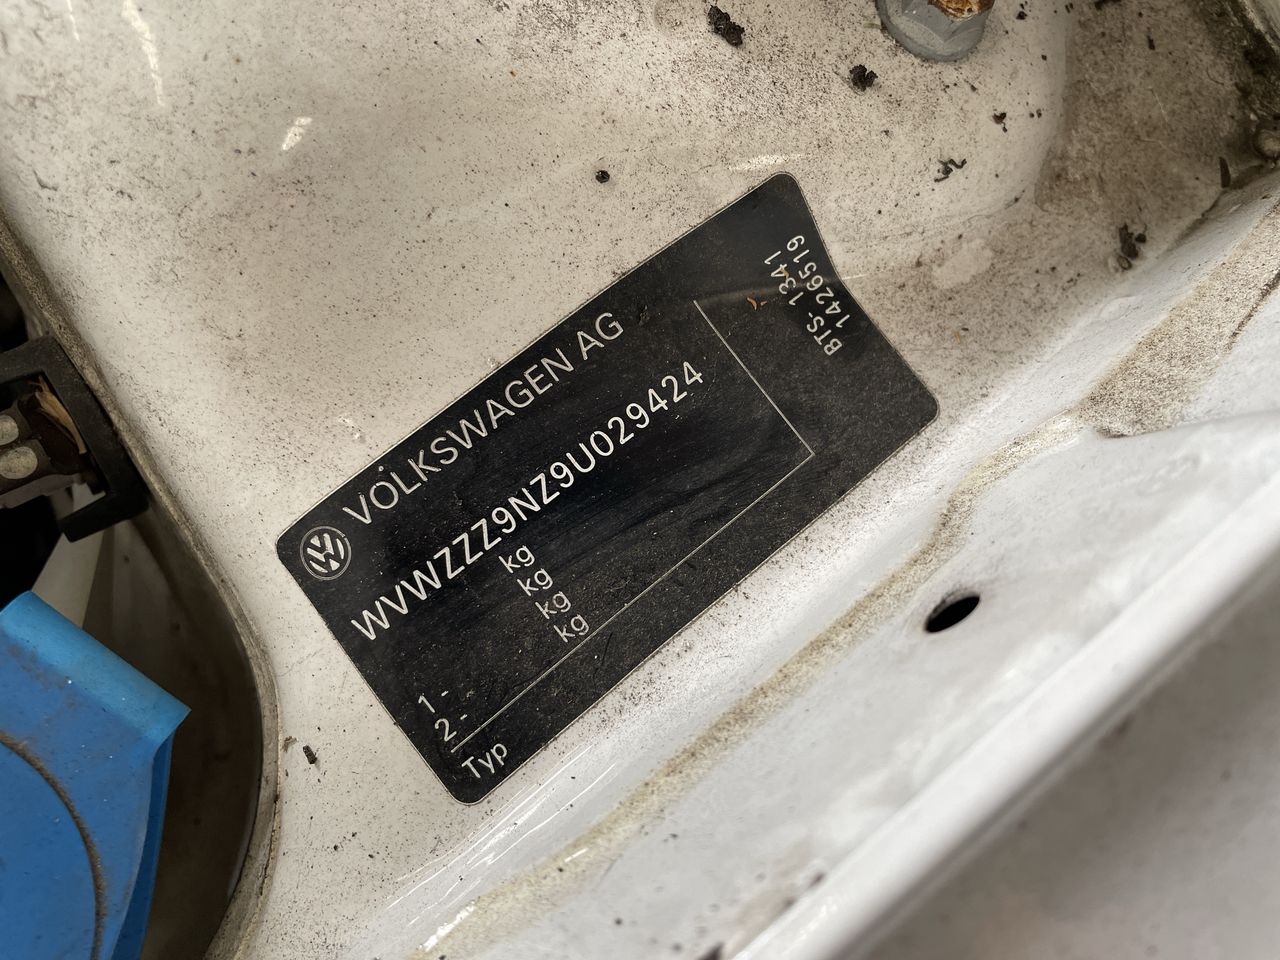 VOLKSWAGEN AG
WVWZZZ9NZ9U029424
kg
kg
kg
kg
1 -
2 -
Typ
BTS- 1341
1426519